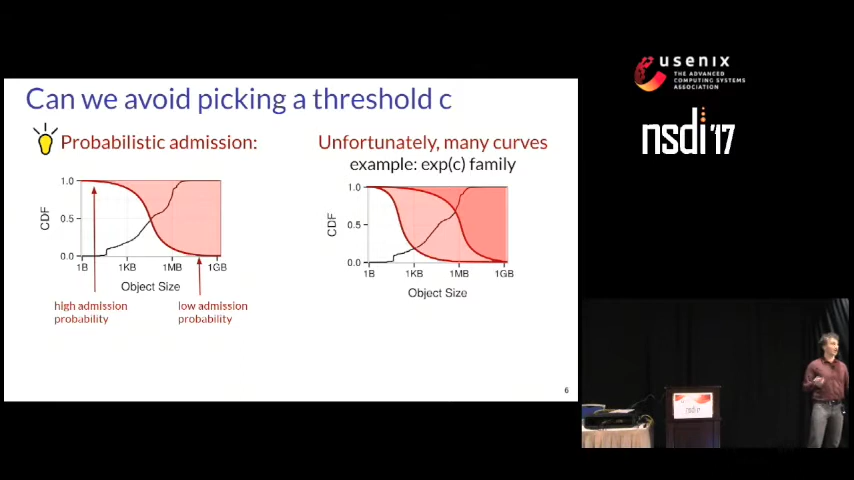 Can we avoid picking a threshold c
Probabilistic admission:
1.0
0.5
0.0
CDF
1B
1KB
1MB
1GB
Object Size
high admission
probability
low admission
probability
Unfortunately, many curves
example: exp(c) family
1.0
0.5
0.0
CDF
1B
1KB
1MB
1GB
Object Size
6
usenix
THE ADVANCED
COMPUTING SYSTEMS
ASSOCIATION
nsdi '17